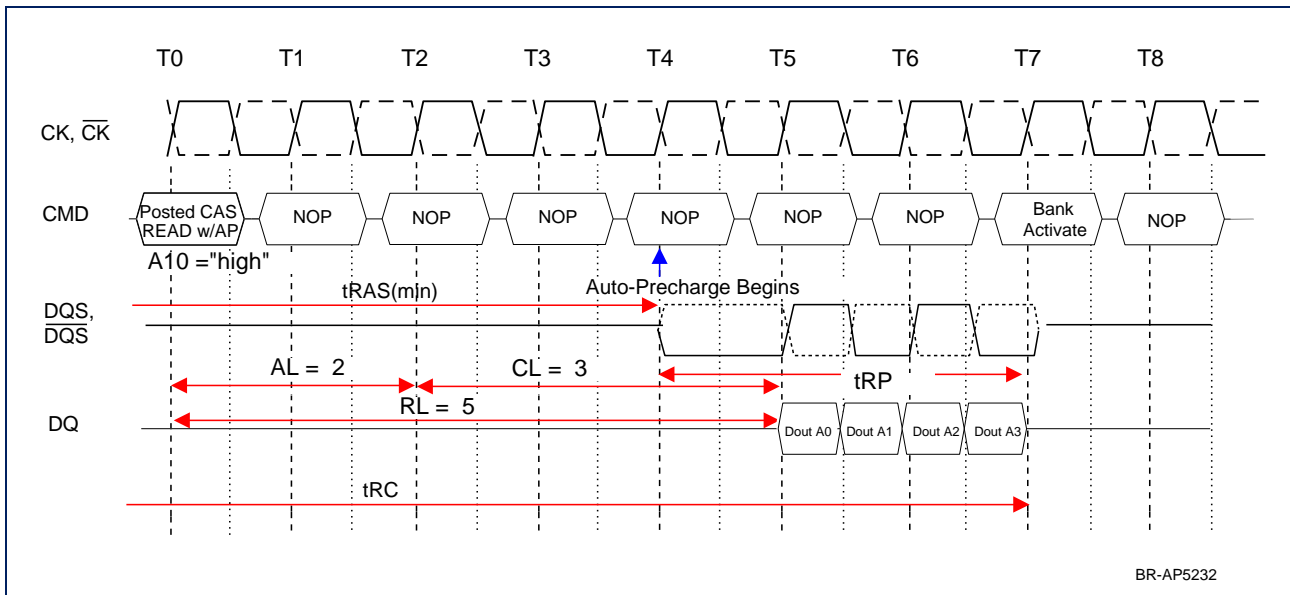 T0 T1 T2 T3 T4 T5 T6 T7 T8
CK, CK
CMD
Posted CAS
READ w/AP
NOP NOP NOP NOP NOP NOP
Bank
Activate
NOP
A10 ="high"
tRAS(min)
Auto-Precharge Begins
DQS,
DQS
AL = 2
CL = 3
tRP
RL = 5
DQ
Dout A0 Dout A1 Dout A2 Dout A3
tRC
BR-AP5232